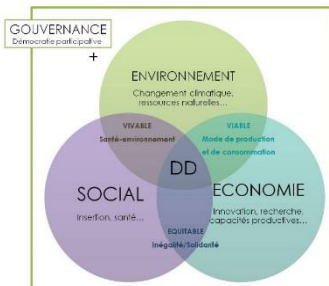 GOUVERNANCE
Démocratie participative
+
ENVIRONNEMENT
Changement climatique,
ressources naturelles...
VIVABLE
Santé-environnement
VIABLE
Mode de production
et de consommation
DD
SOCIAL
Insertion, santé...
ECONOMIE
Innovation, recherche,
capacités productives...
EQUITABLE
Inégalité/Solidarité